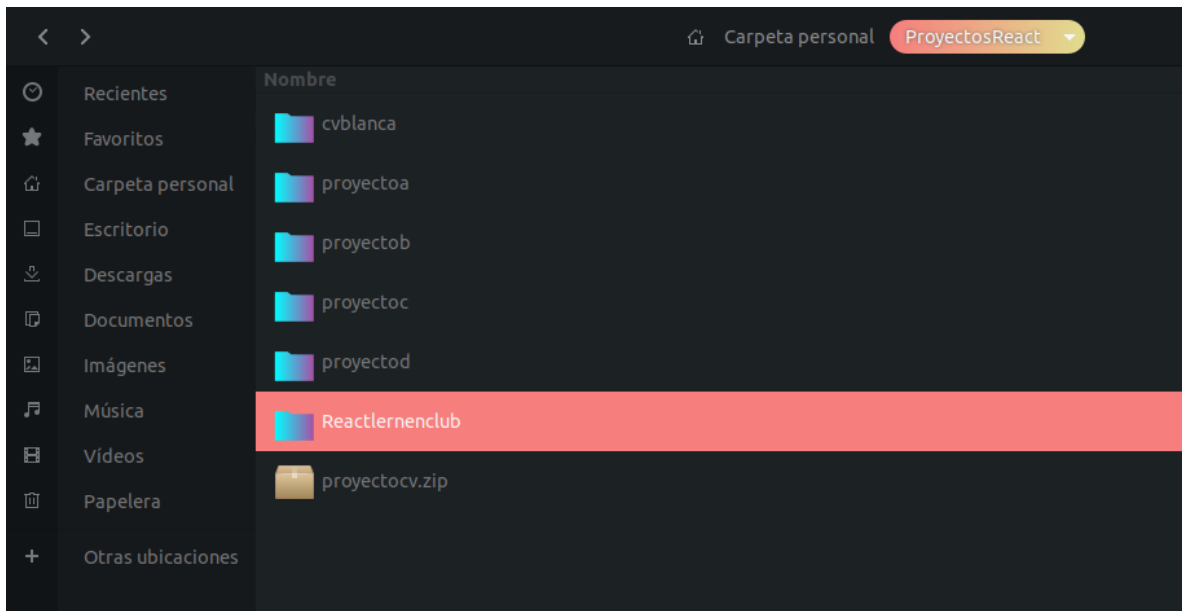 Carpeta personal ProyectosReact
Recientes
Favoritos
Carpeta personal
Escritorio
Descargas
Documentos
Imágenes
Música
Vídeos
Papelera
Otras ubicaciones
Nombre
cvblanca
proyectoa
proyectob
proyectoc
proyectod
Reactlernenclub
proyectocv.zip